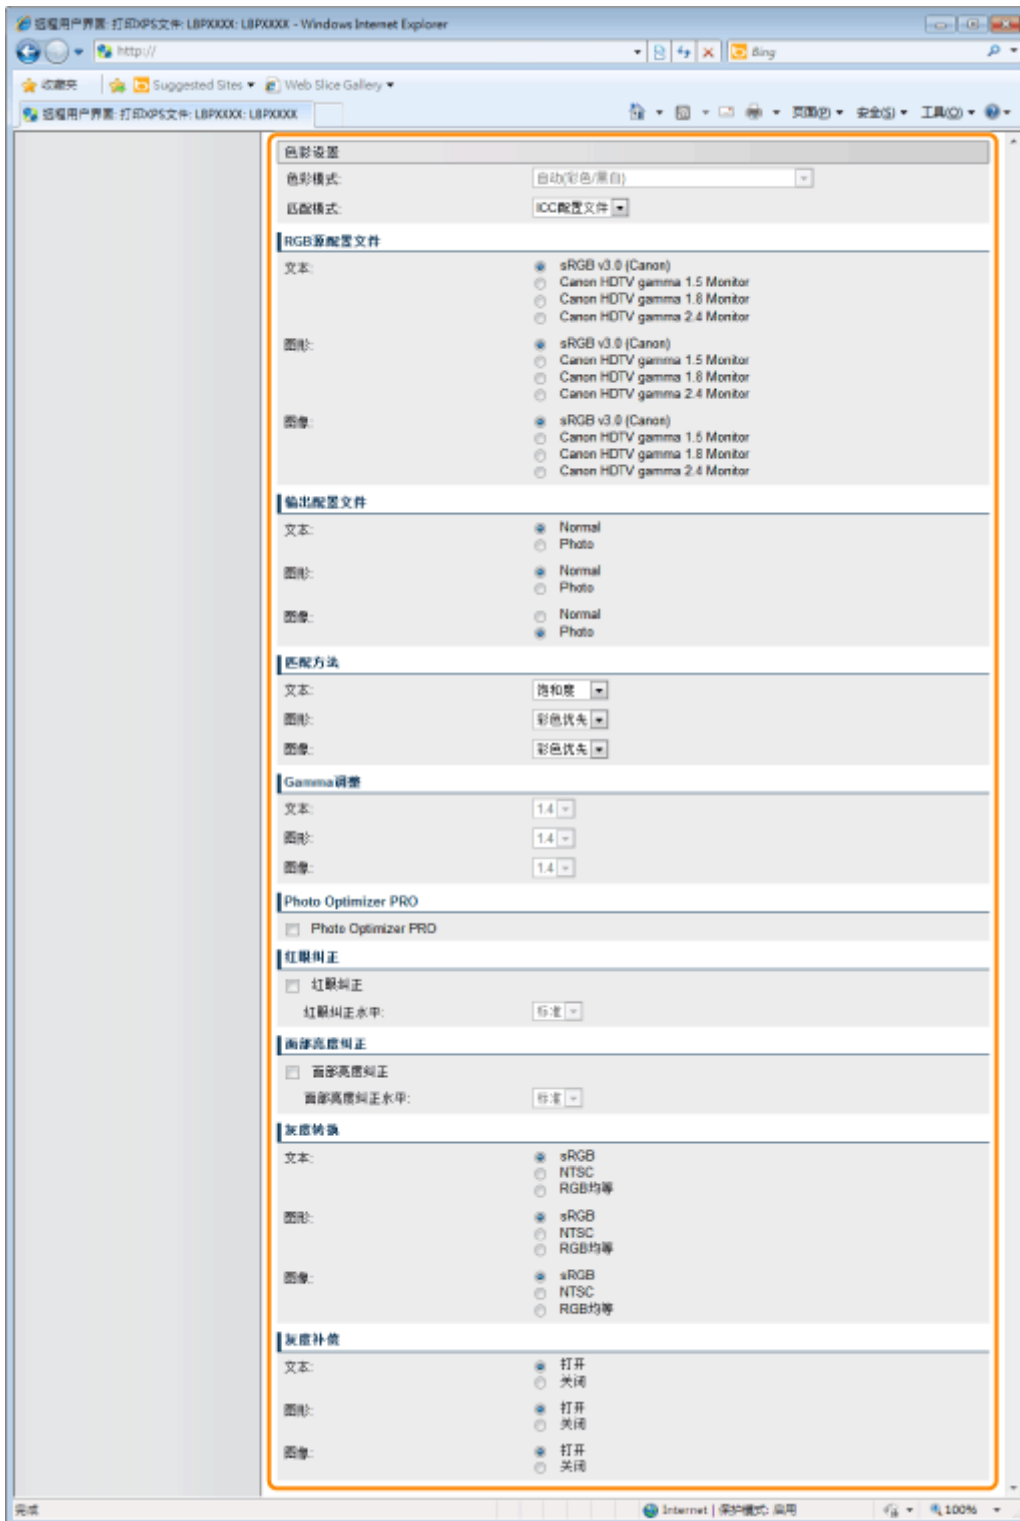 远程用户界面: 打印XPS文件: LBPXXXX: LBPXXXX - Windows Internet Explorer
http://
Bing
收藏夹 Suggested Sites Web Slice Gallery
远程用户界面: 打印XPS文件: LBPXXXX: LBPXXXX 页面(P) 安全(S) 工具(O)
色彩设置
色彩模式: 自动(彩色/黑白)
匹配模式: ICC配置文件
RGB源配置文件
文本: sRGB v3.0 (Canon)
Canon HDTV gamma 1.5 Monitor
Canon HDTV gamma 1.8 Monitor
Canon HDTV gamma 2.4 Monitor
图形: sRGB v3.0 (Canon)
Canon HDTV gamma 1.5 Monitor
Canon HDTV gamma 1.8 Monitor
Canon HDTV gamma 2.4 Monitor
图像: sRGB v3.0 (Canon)
Canon HDTV gamma 1.5 Monitor
Canon HDTV gamma 1.8 Monitor
Canon HDTV gamma 2.4 Monitor
输出配置文件
文本: Normal
Photo
图形: Normal
Photo
图像: Normal
Photo
匹配方法
文本: 饱和度
图形: 彩色优先
图像: 彩色优先
Gamma调整
文本: 1.4
图形: 1.4
图像: 1.4
Photo Optimizer PRO
Photo Optimizer PRO
红眼纠正
红眼纠正
红眼纠正水平: 标准
面部亮度纠正
面部亮度纠正
面部亮度纠正水平: 标准
灰度转换
文本: sRGB
NTSC
RGB均等
图形: sRGB
NTSC
RGB均等
图像: sRGB
NTSC
RGB均等
灰度补偿
文本: 打开
关闭
图形: 打开
关闭
图像: 打开
关闭
完成 Internet | 保护模式: 启用 100%